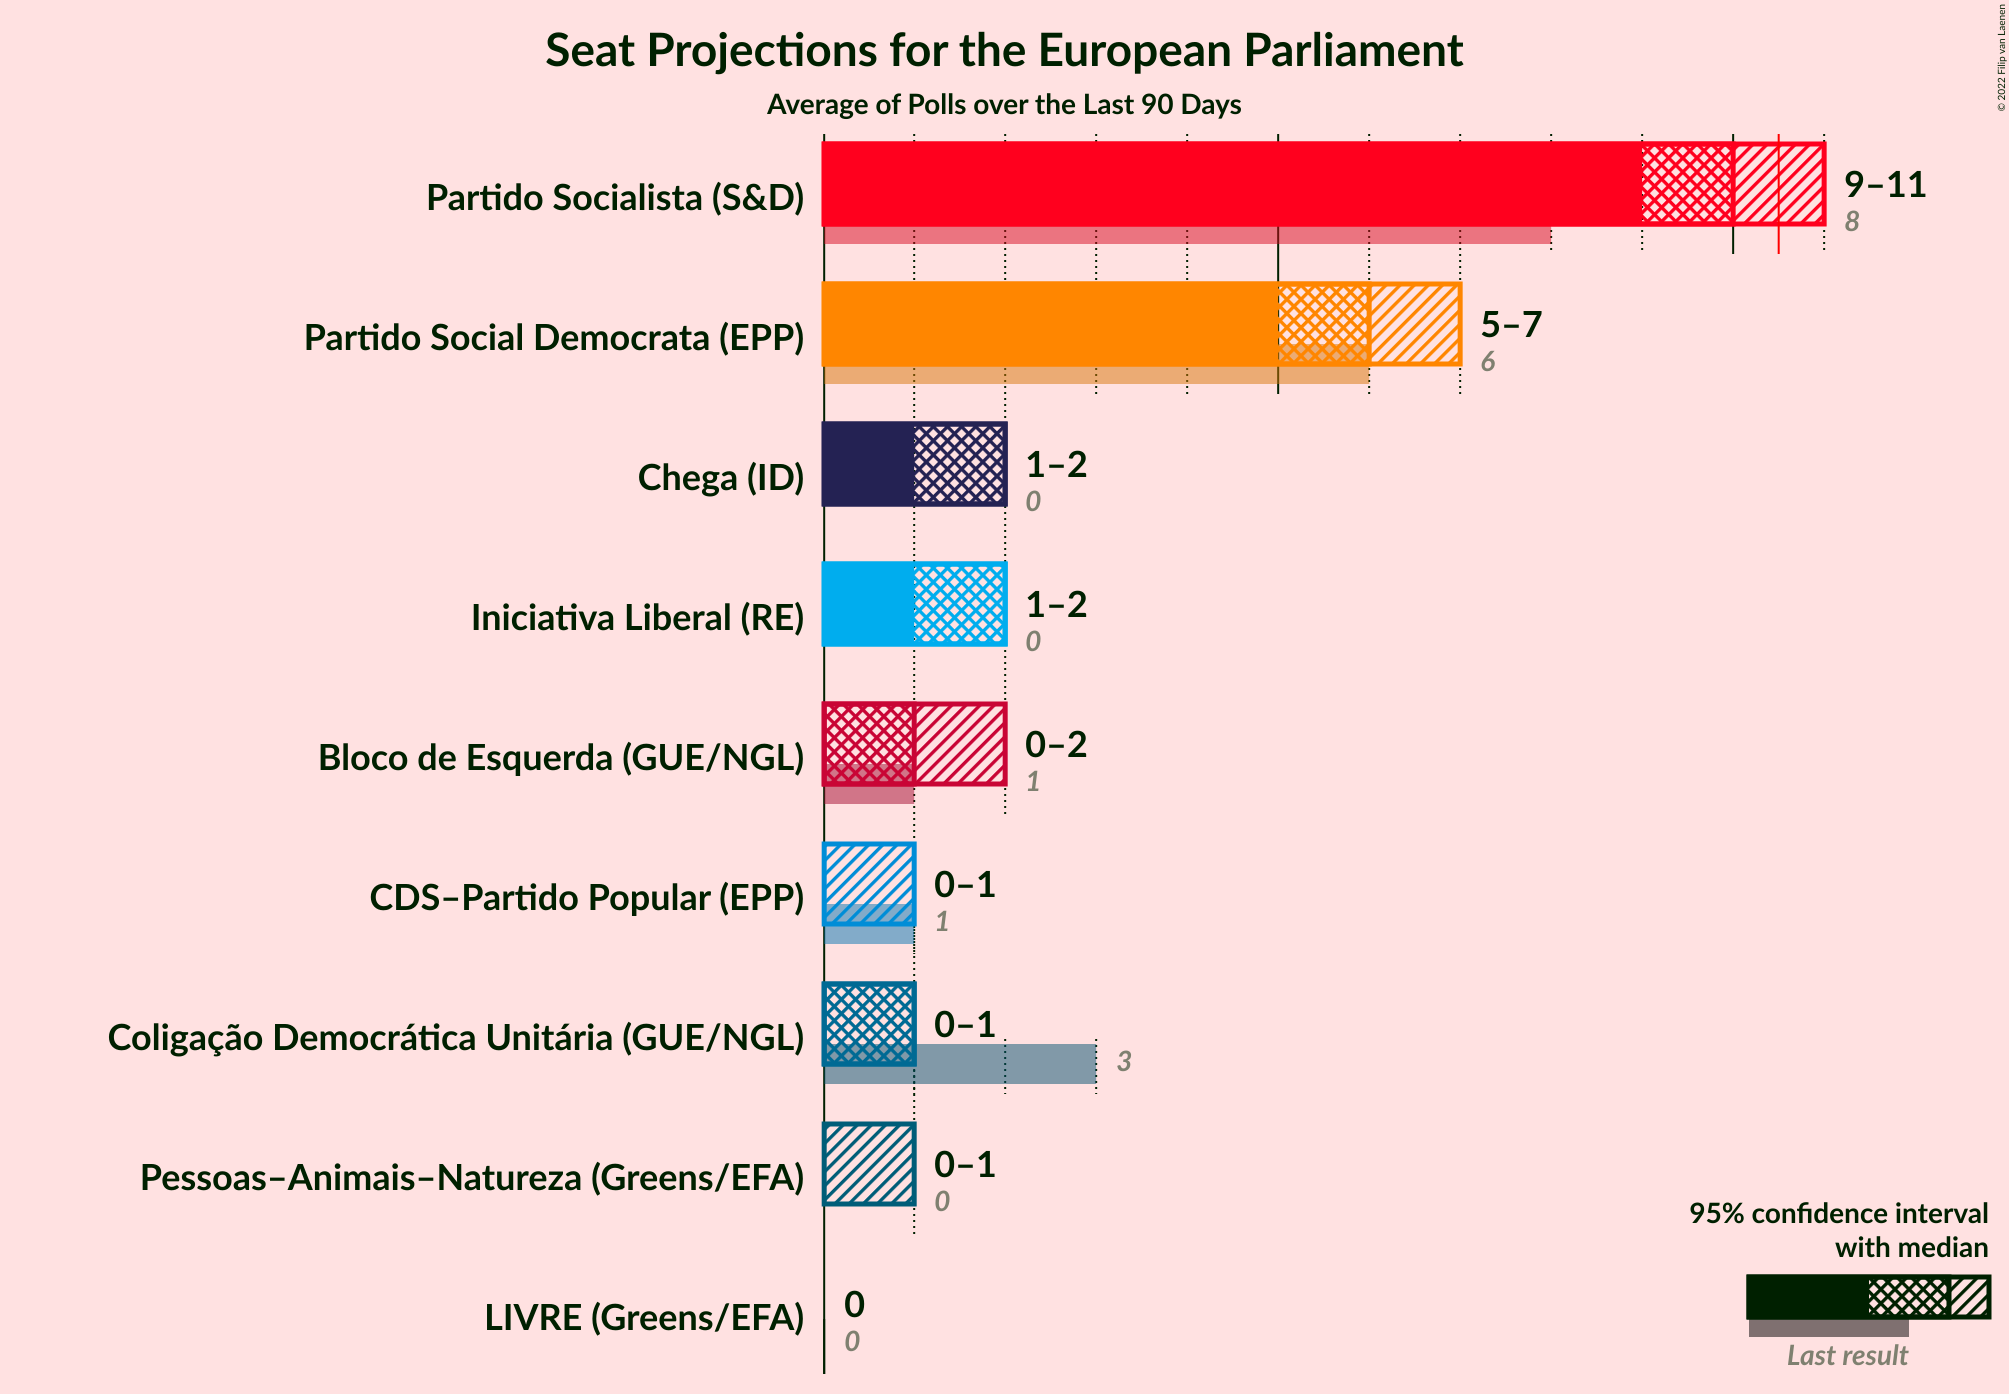 Seat Projections for the European Parliament
Average of Polls over the Last 90 Days
© 2022 Filip van Laenen
Partido Socialista (S&D)
9–11
8
Partido Social Democrata (EPP)
5–7
6
Chega (ID)
1–2
0
Iniciativa Liberal (RE)
1–2
0
Bloco de Esquerda (GUE/NGL)
0–2
1
CDS–Partido Popular (EPP)
0–1
1
Coligação Democrática Unitária (GUE/NGL)
0–1
3
Pessoas–Animais–Natureza (Greens/EFA)
0–1
0
LIVRE (Greens/EFA)
0
0
95% confidence interval
with median
Last result